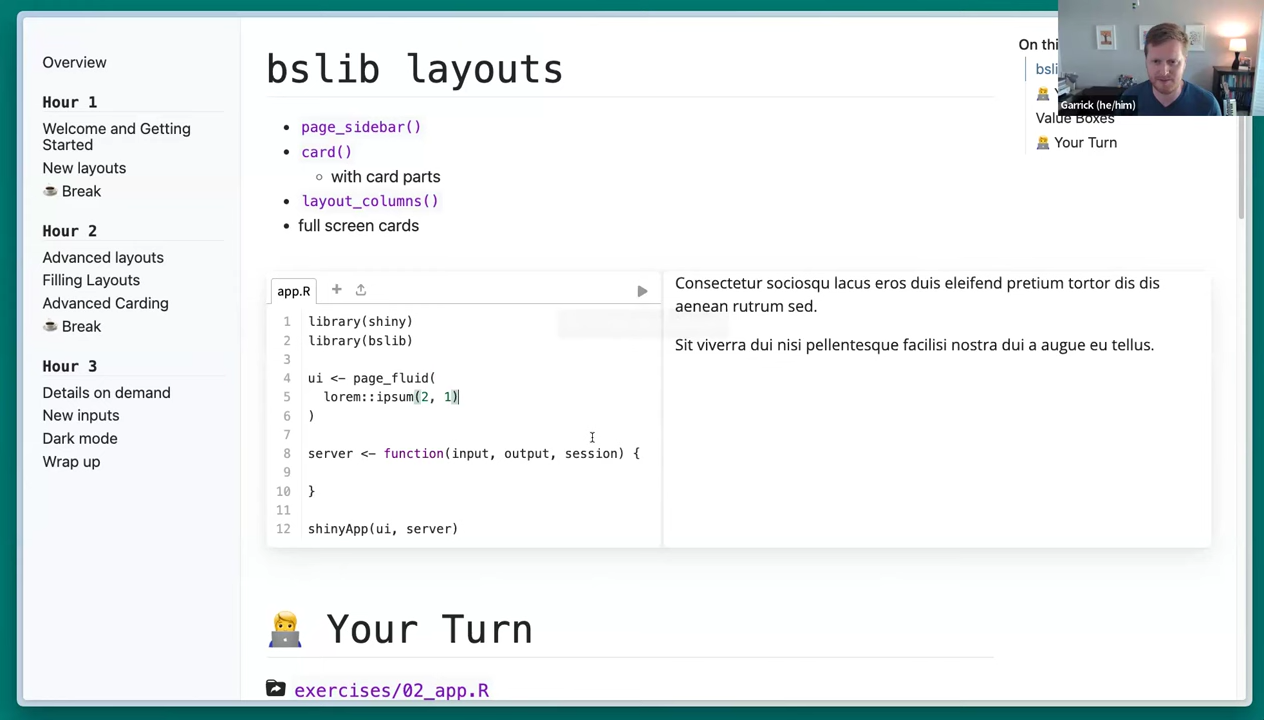 Overview
Hour 1
Welcome and Getting
Started
New layouts
☕ Break
Hour 2
Advanced layouts
Filling Layouts
Advanced Carding
☕ Break
Hour 3
Details on demand
New inputs
Dark mode
Wrap up
bslib layouts
page_sidebar()
card()
with card parts
layout_columns()
full screen cards
app.R
1 library(shiny)
2 library(bslib)
3
4 ui <- page_fluid(
5 lorem::ipsum(2, 1)
6 )
7
8 server <- function(input, output, session) {
9
10 }
11
12 shinyApp(ui, server)
Consectetur sociosqu lacus eros duis eleifend pretium tortor dis dis
aenean rutrum sed.
Sit viverra dui nisi pellentesque facilisi nostra dui a augue eu tellus.
Your Turn
exercises/02_app.R
On thi
bsli
Garrick (he/him)
Value Boxes
Your Turn